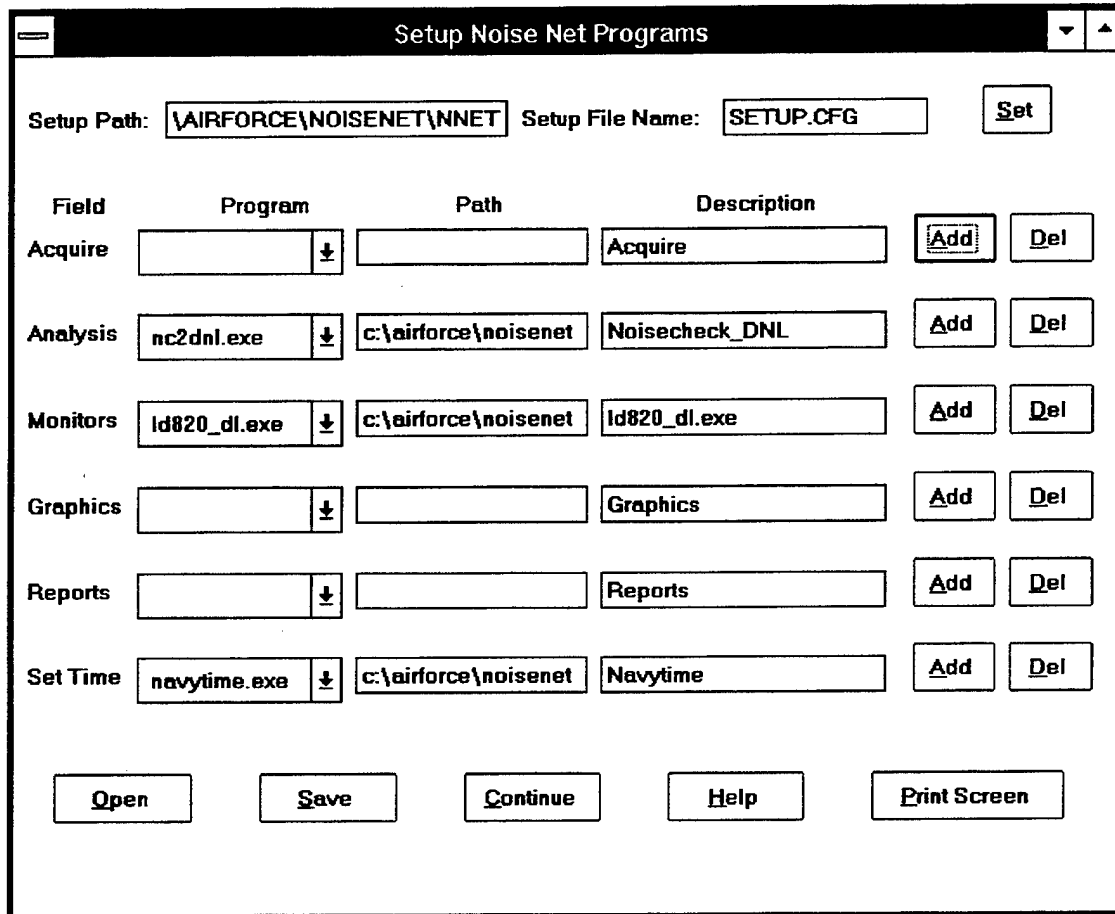 Setup Noise Net Programs
Setup Path: \AIRFORCE\NOISENET\NNET Setup File Name: SETUP.CFG Set
Field Program Path Description
Acquire Acquire Add Del
Analysis nc2dnl.exe c:\airforce\noisenet Noisecheck_DNL Add Del
Monitors ld820_dl.exe c:\airforce\noisenet ld820_dl.exe Add Del
Graphics Graphics Add Del
Reports Reports Add Del
Set Time navytime.exe c:\airforce\noisenet Navytime Add Del
Open Save Continue Help Print Screen